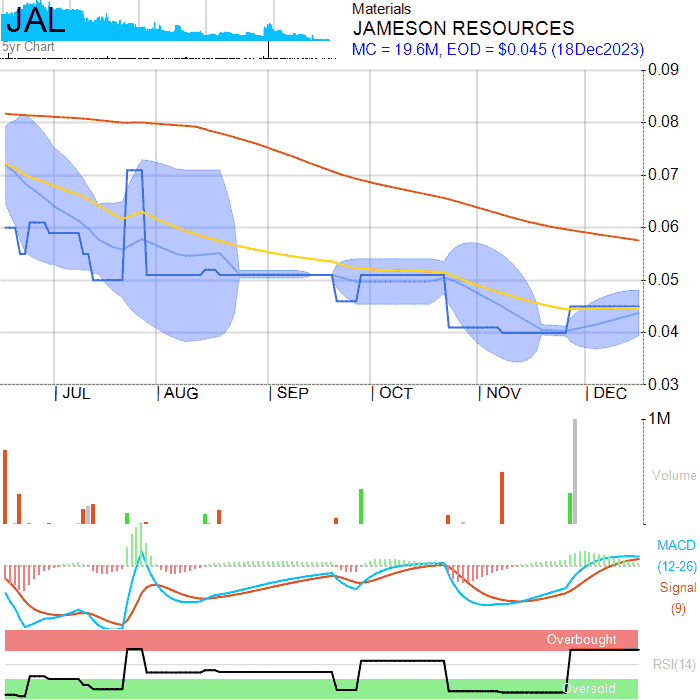 JAL
5yr Chart
Materials
JAMESON RESOURCES
MC = 19.6M, EOD = $0.045 (18Dec2023)
0.09
0.08
0.07
0.06
0.05
0.04
0.03
JUL AUG SEP OCT NOV DEC
1M
Volume
MACD
(12-26)
Signal
(9)
Overbought
RSI(14)
Oversold